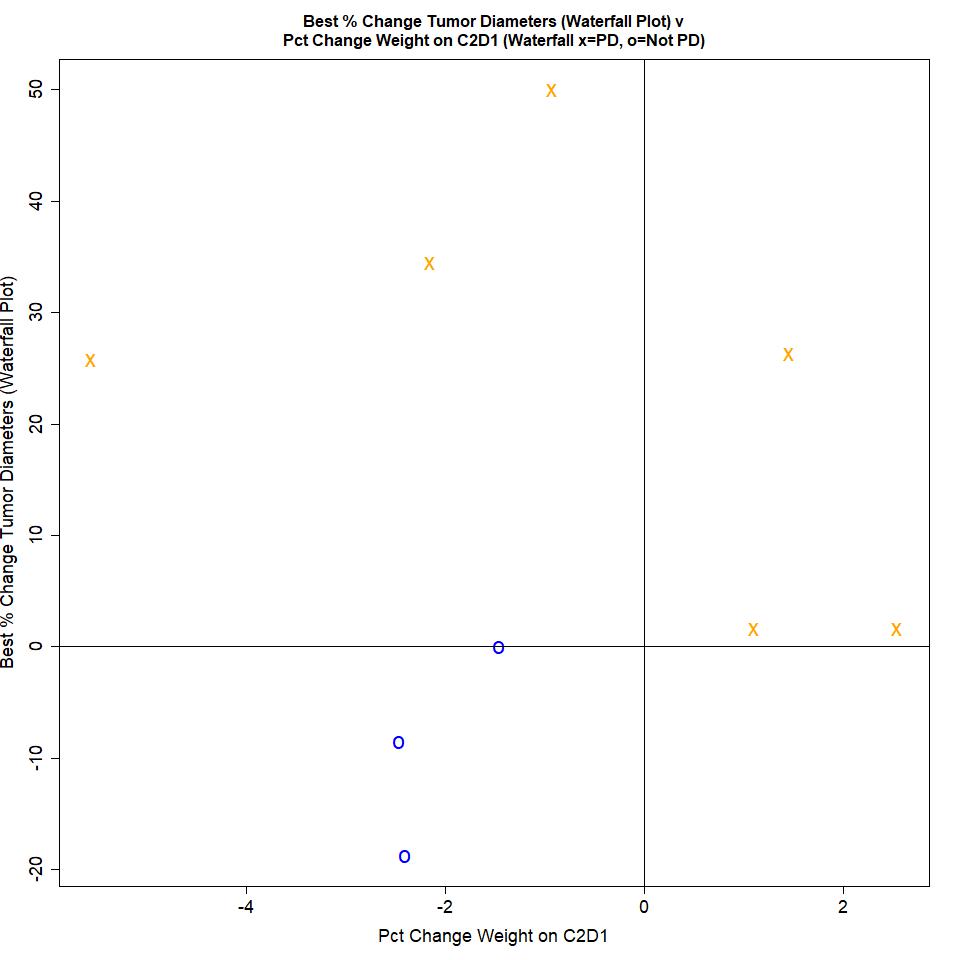 Best % Change Tumor Diameters (Waterfall Plot) v
Pct Change Weight on C2D1 (Waterfall x=PD, o=Not PD)
Best % Change Tumor Diameters (Waterfall Plot)
50
40
30
20
10
0
-10
-20
X
X
X
X
X
X
O
O
O
-4
-2
0
2
Pct Change Weight on C2D1